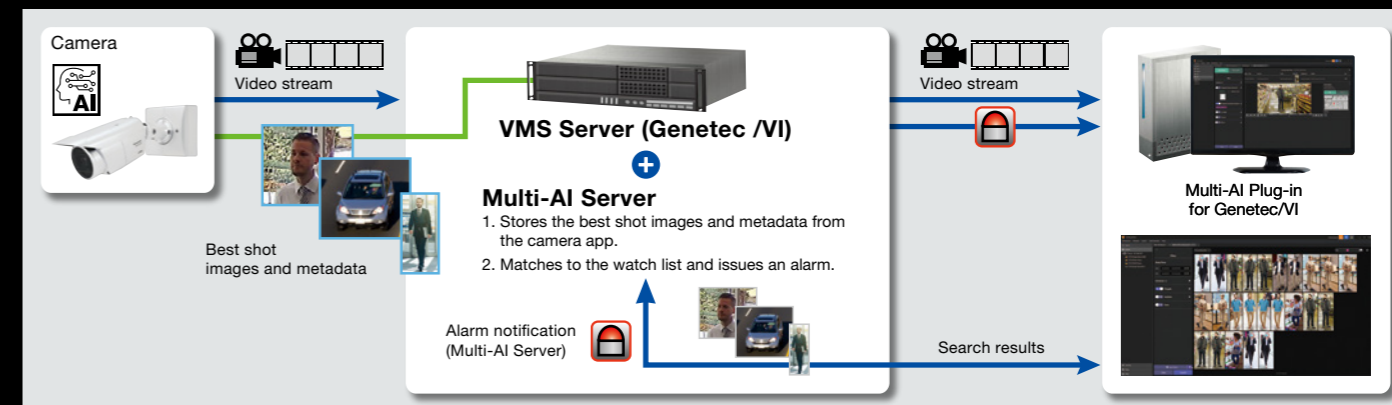 Camera
AI
Video stream
Best shot
images and metadata
VMS Server (Genetec /VI)
+
Multi-AI Server
1. Stores the best shot images and metadata from
the camera app.
2. Matches to the watch list and issues an alarm.
Alarm notification
(Multi-AI Server)
Video stream
Search results
Multi-AI Plug-in
for Genetec/VI